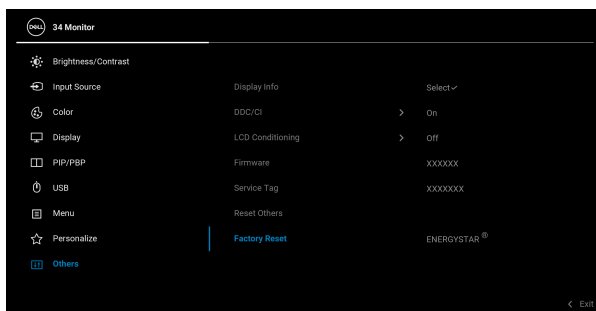 DELL 34 Monitor
Brightness/Contrast
Input Source Display Info Select✓
Color DDC/CI > On
Display LCD Conditioning > Off
PIP/PBP Firmware XXXXXX
USB Service Tag XXXXXXX
Menu Reset Others
Personalize Factory Reset ENERGYSTAR ®
Others
< Exit